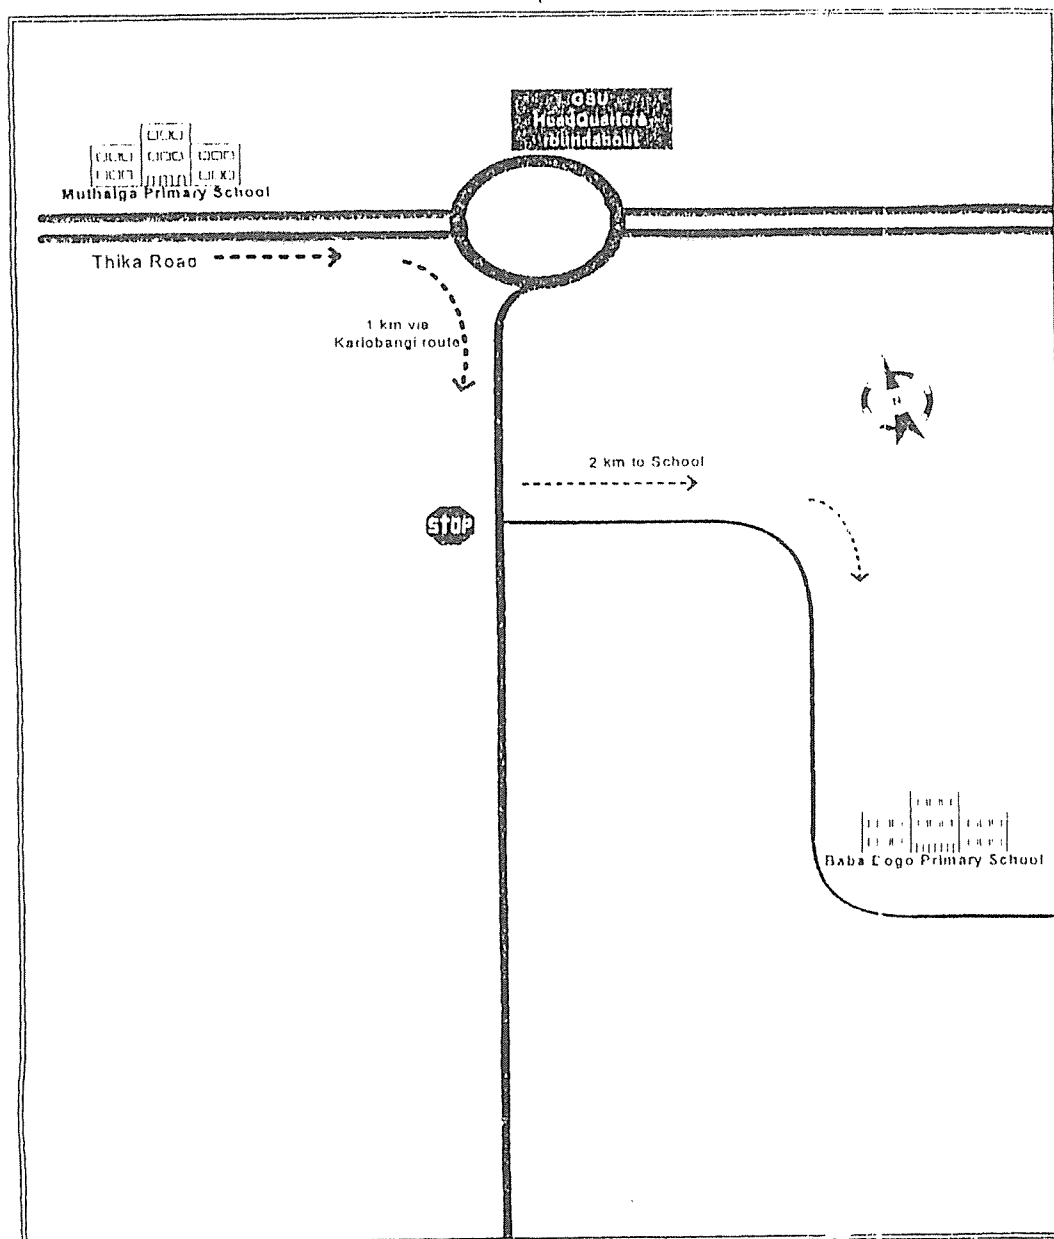 GSU
HeadQuarters
roundabout
Muthaiga Primary School
Thika Road
1 km via
Kariobangi route
N
2 km to School
STOP
Baba Dogo Primary School